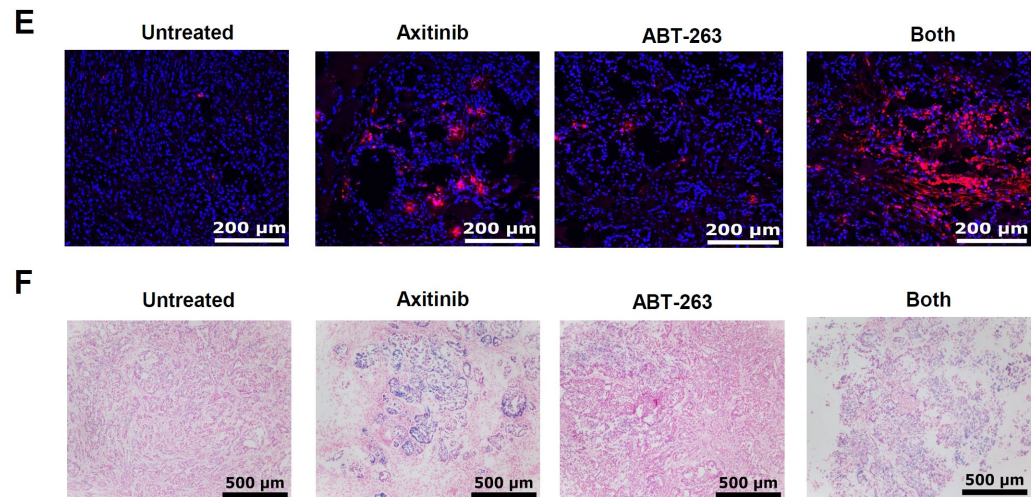 E
Untreated Axitinib ABT-263 Both
200 µm 200 µm 200 µm 200 µm
F
Untreated Axitinib ABT-263 Both
500 µm 500 µm 500 µm 500 µm